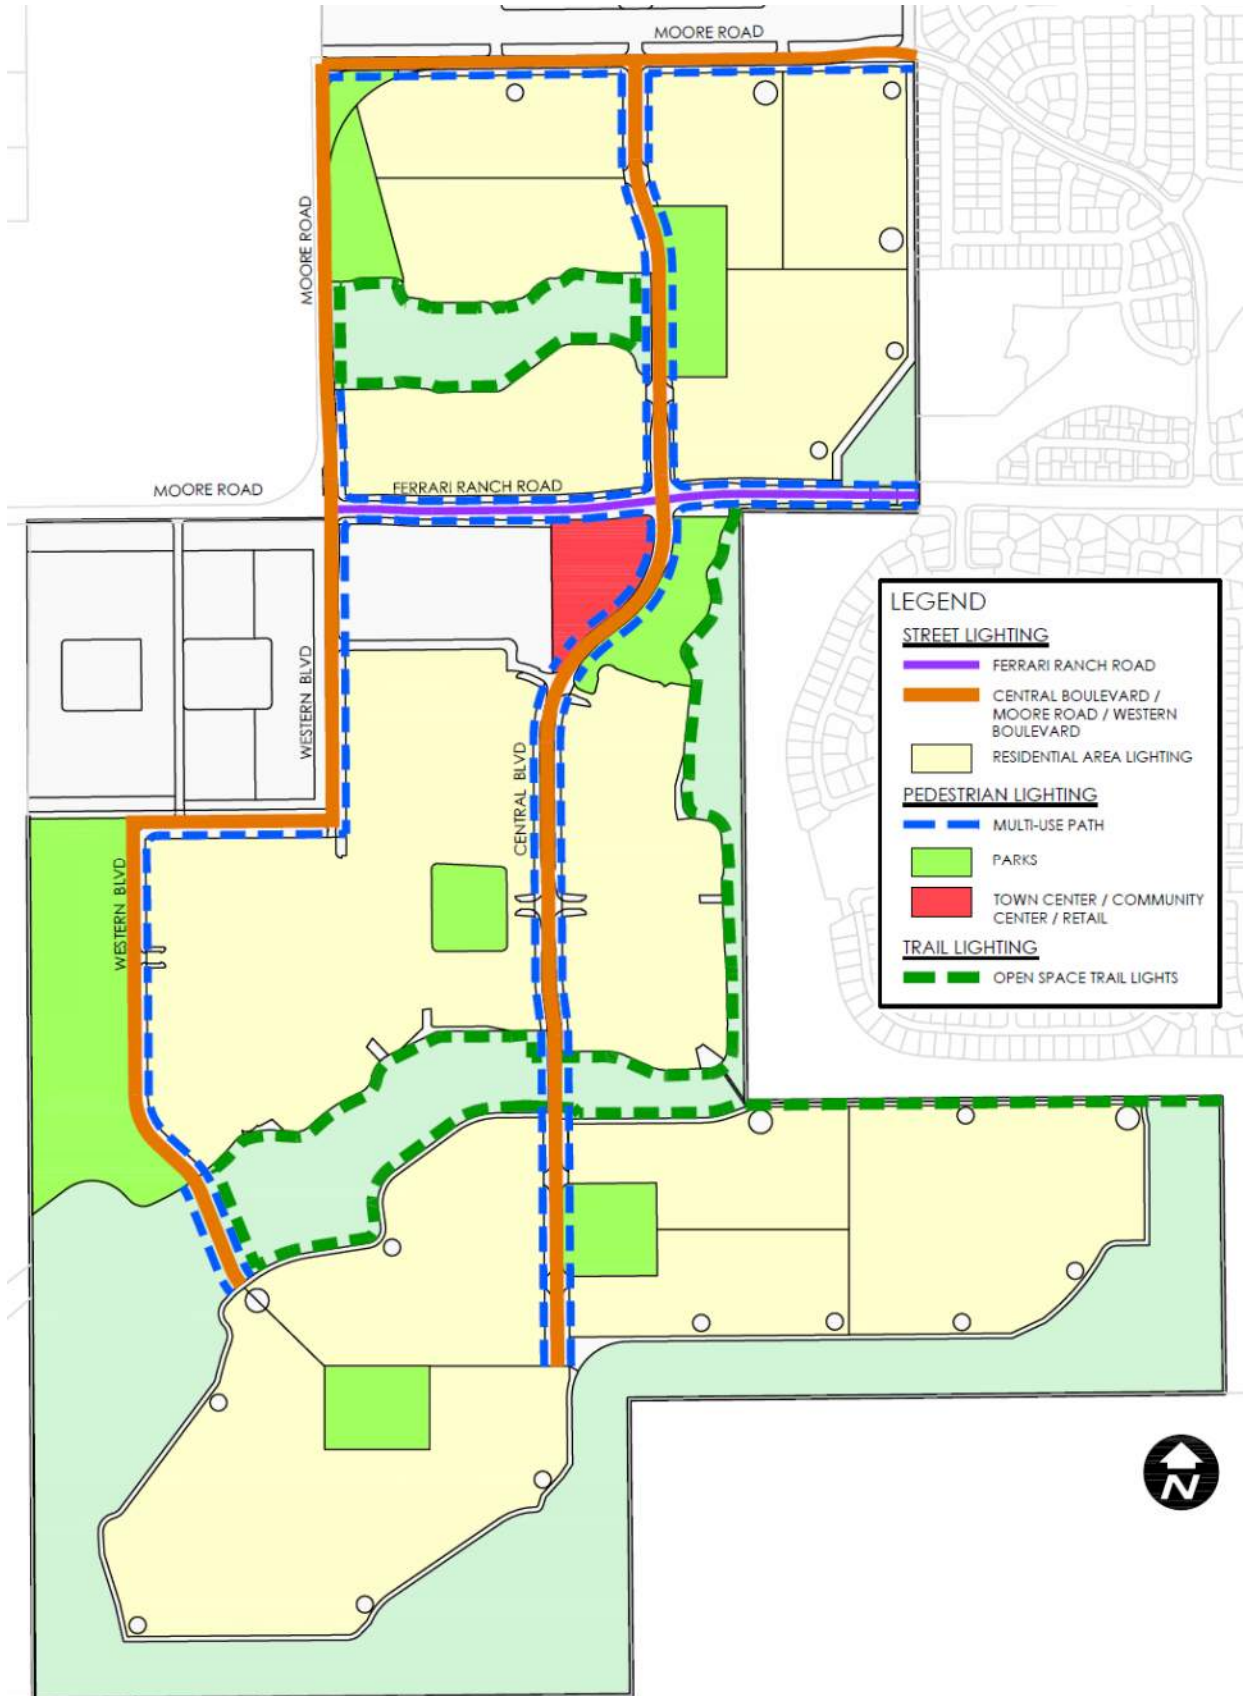 MOORE ROAD
MOORE ROAD
MOORE ROAD
FERRARI RANCH ROAD
WESTERN BLVD
CENTRAL BLVD
WESTERN BLVD
LEGEND
STREET LIGHTING
FERRARI RANCH ROAD
CENTRAL BOULEVARD /
MOORE ROAD / WESTERN
BOULEVARD
RESIDENTIAL AREA LIGHTING
PEDESTRIAN LIGHTING
MULTI-USE PATH
PARKS
TOWN CENTER / COMMUNITY
CENTER / RETAIL
TRAIL LIGHTING
OPEN SPACE TRAIL LIGHTS
N